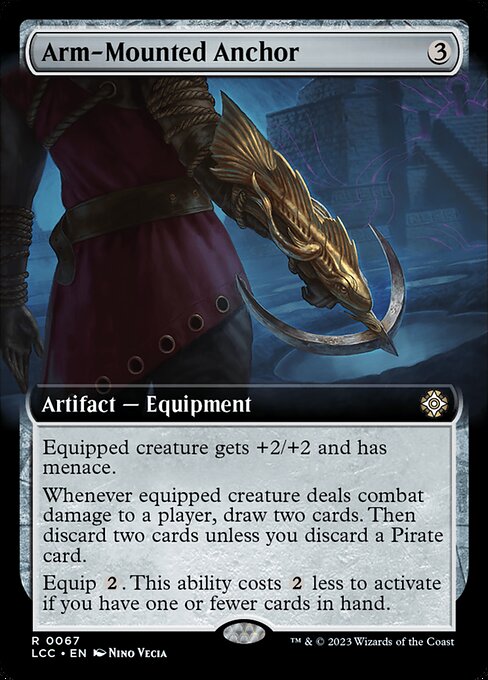 Arm-Mounted Anchor 3
Artifact — Equipment
Equipped creature gets +2/+2 and has
menace.
Whenever equipped creature deals combat
damage to a player, draw two cards. Then
discard two cards unless you discard a Pirate
card.
Equip 2. This ability costs 2 less to activate
if you have one or fewer cards in hand.
R 0067
LCC • EN Nino Vecia
™ & © 2023 Wizards of the Coast